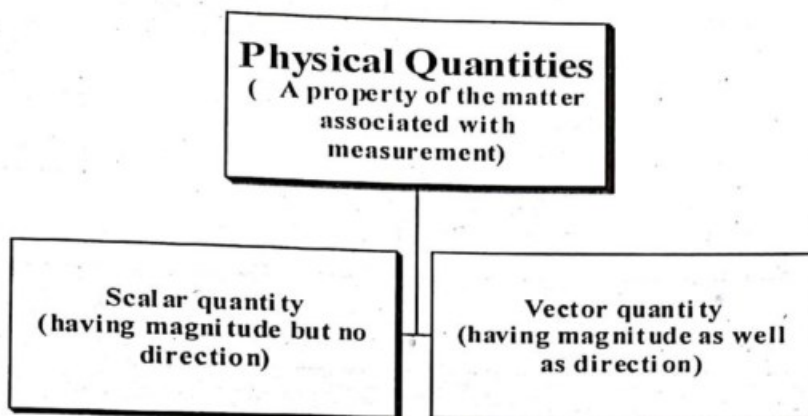 Physical Quantities
( A property of the matter
associated with
measurement)
Scalar quantity
(having magnitude but no
direction)
Vector quantity
(having magnitude as well
as direction)